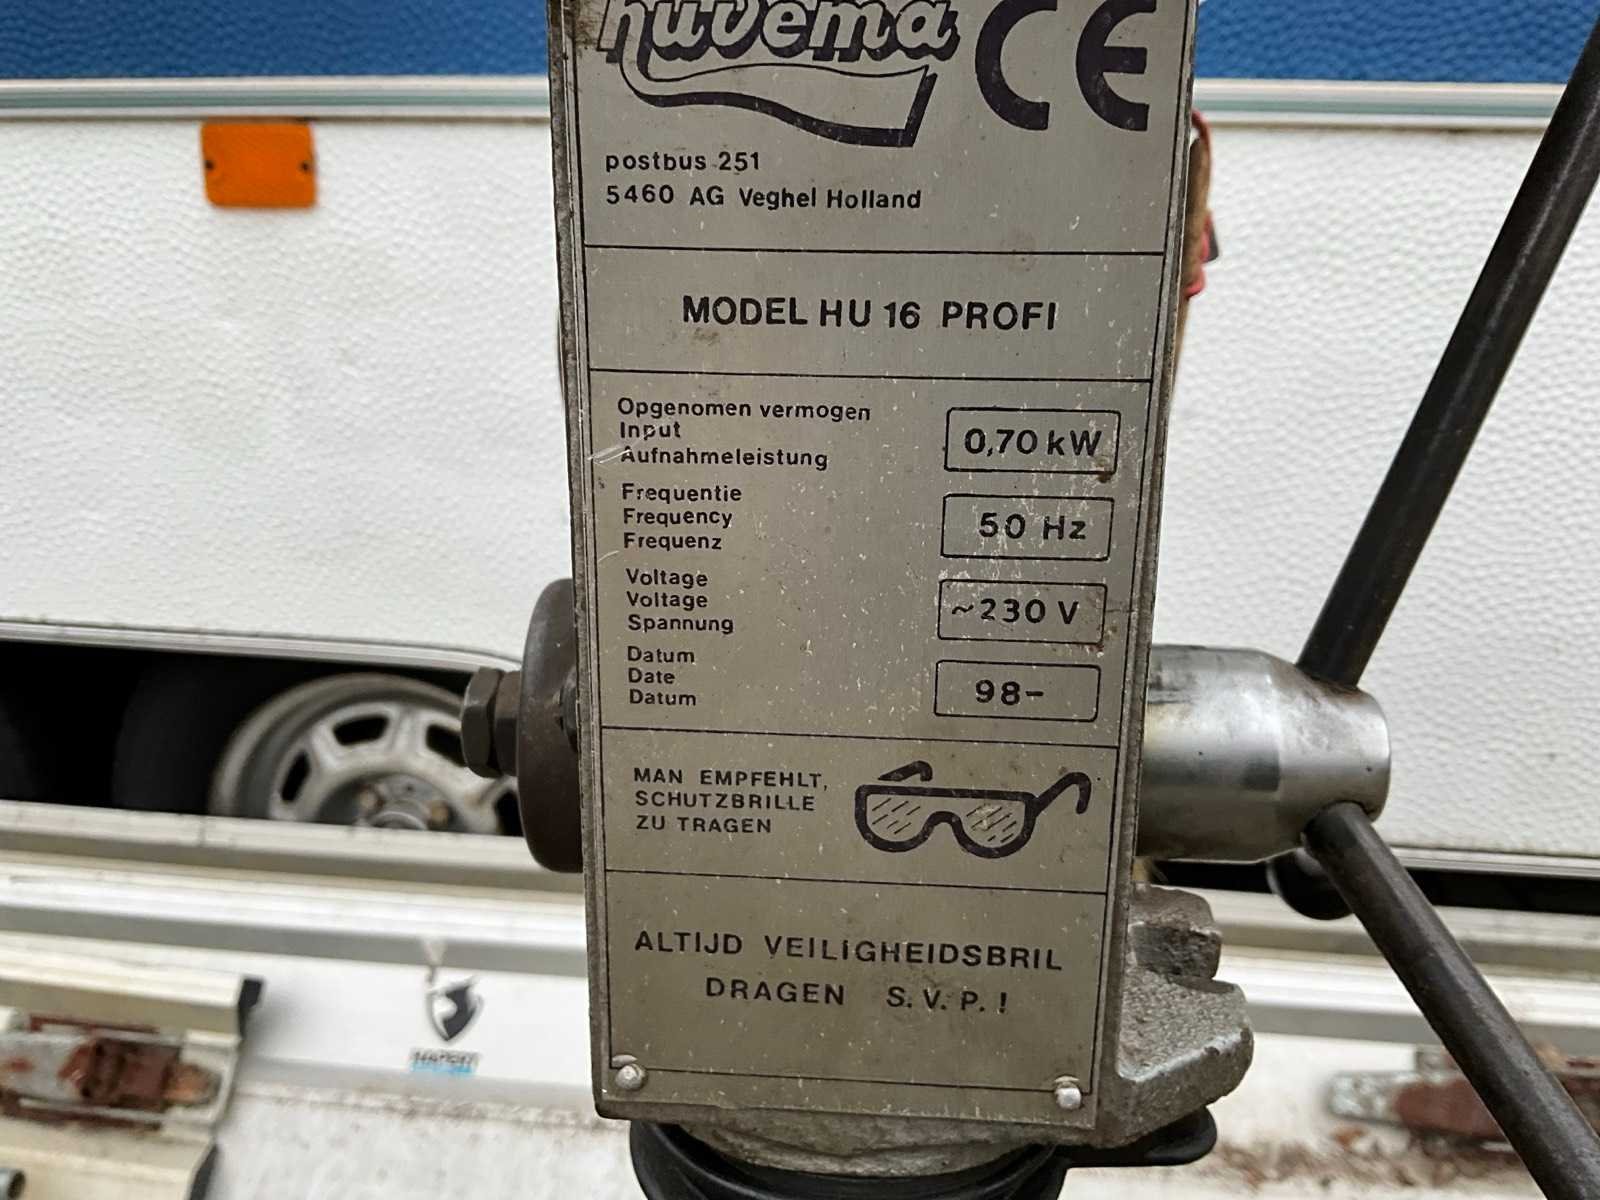 huvema CE
postbus 251
5460 AG Veghel Holland
MODEL HU 16 PROFI
Opgenomen vermogen
Input
Aufnahmeleistung
0,70 kW
Frequentie
Frequency
Frequenz
50 Hz
Voltage
Voltage
Spannung
~230 V
Datum
Date
Datum
98-
MAN EMPFEHLT,
SCHUTZBRILLE
ZU TRAGEN
ALTIJD VEILIGHEIDSBRIL
DRAGEN S.V.P.!